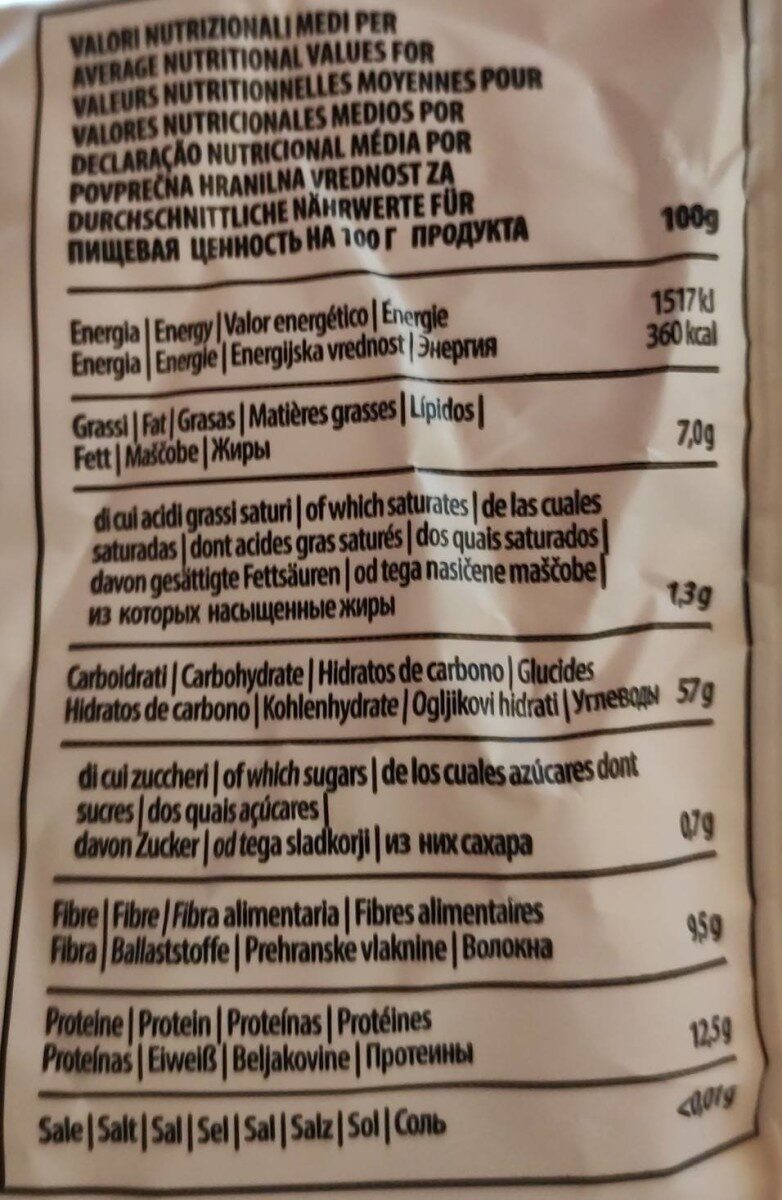 VALORI NUTRIZIONALI MEDI PER
AVERAGE NUTRITIONAL VALUES FOR
VALEURS NUTRITIONNELLES MOYENNES POUR
VALORES NUTRICIONALES MEDIOS POR
DECLARAÇÃO NUTRICIONAL MÉDIA POR
POVPREČNA HRANILNA VREDNOST ZA
DURCHSCHNITTLICHE NÄHRWERTE FÜR
ПИЩЕВАЯ ЦЕННОСТЬ НА 100 Г ПРОДУКТА 100g
Energia | Energy | Valor energético | Énergie 1517 kJ
Energia | Energie | Energijska vrednost | Энергия 360 kcal
Grassi | Fat | Grasas | Matières grasses | Lípidos |
Fett | Maščobe | Жиры 7,0g
di cui acidi grassi saturi | of which saturates | de las cuales
saturadas | dont acides gras saturés | dos quais saturados |
davon gesättigte Fettsäuren | od tega nasičene maščobe |
из которых насыщенные жиры 1,3g
Carboidrati | Carbohydrate | Hidratos de carbono | Glucides
Hidratos de carbono | Kohlenhydrate | Ogljikovi hidrati | Углеводы 57g
di cui zuccheri | of which sugars | de los cuales azúcares dont
sucres | dos quais açúcares |
davon Zucker | od tega sladkorji | из них сахара 0,7g
Fibre | Fibre | Fibra alimentaria | Fibres alimentaires
Fibra | Ballaststoffe | Prehranske vlaknine | Волокна 9,5g
Proteine | Protein | Proteínas | Protéines
Proteínas | Eiweiß | Beljakovine | Протеины 12,5g
Sale | Salt | Sal | Sel | Sal | Salz | Sol | Соль <0,01g